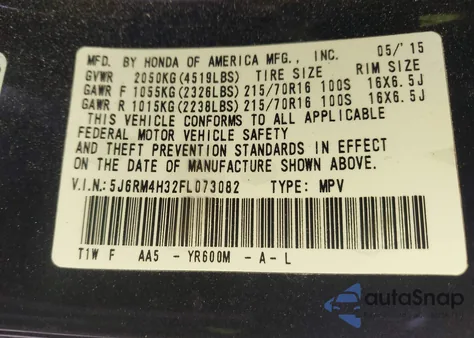 MFD. BY HONDA OF AMERICA MFG., INC. 05/'15
GVWR 2050KG(4519LBS) TIRE SIZE RIM SIZE
GAWR F 1055KG(2326LBS) 215/70R16 100S 16X6.5J
GAWR R 1015KG(2238LBS) 215/70R16 100S 16X6.5J
THIS VEHICLE CONFORMS TO ALL APPLICABLE
FEDERAL MOTOR VEHICLE SAFETY
AND THEFT PREVENTION STANDARDS IN EFFECT
ON THE DATE OF MANUFACTURE SHOWN ABOVE.
V.I.N.:5J6RM4H32FL073082 TYPE: MPV
T1W F AA5 - YR600M - A - L
autoSnap